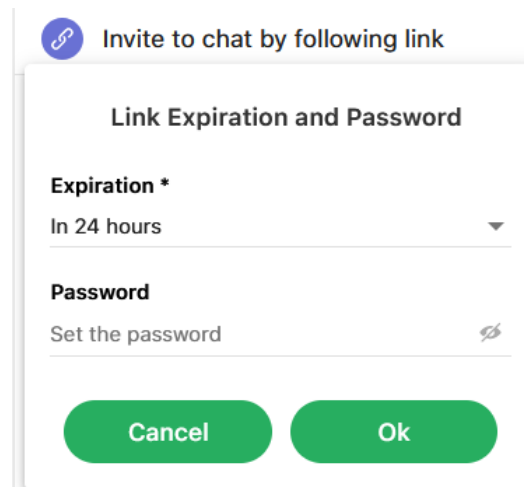 Invite to chat by following link
Link Expiration and Password
Expiration *
In 24 hours
Password
Set the password
Cancel Ok